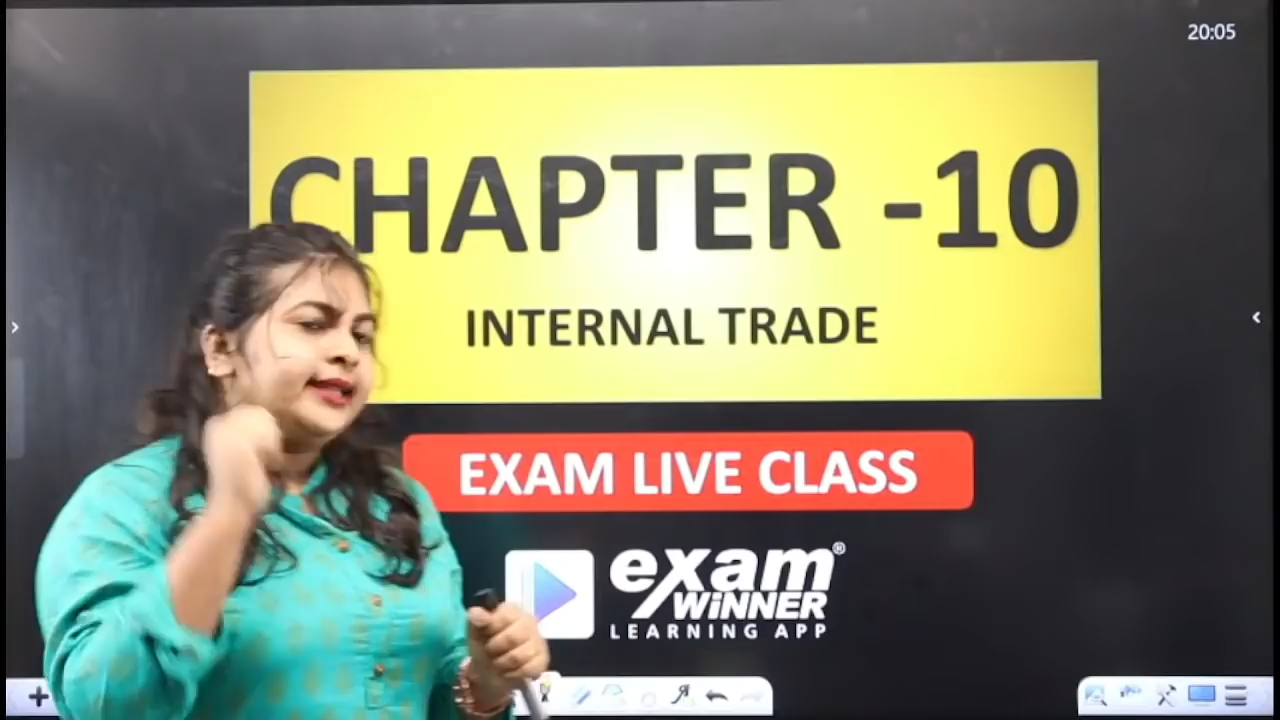 20:05
CHAPTER -10
INTERNAL TRADE
EXAM LIVE CLASS
exam®
WiNNER
LEARNING APP